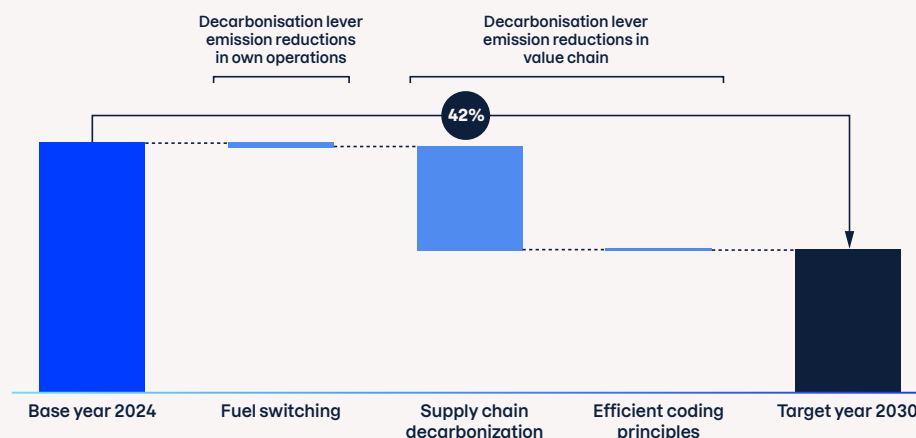 Decarbonisation lever
emission reductions
in own operations
Decarbonisation lever
emission reductions in
value chain
42%
Base year 2024
Fuel switching
Supply chain
decarbonization
Efficient coding
principles
Target year 2030